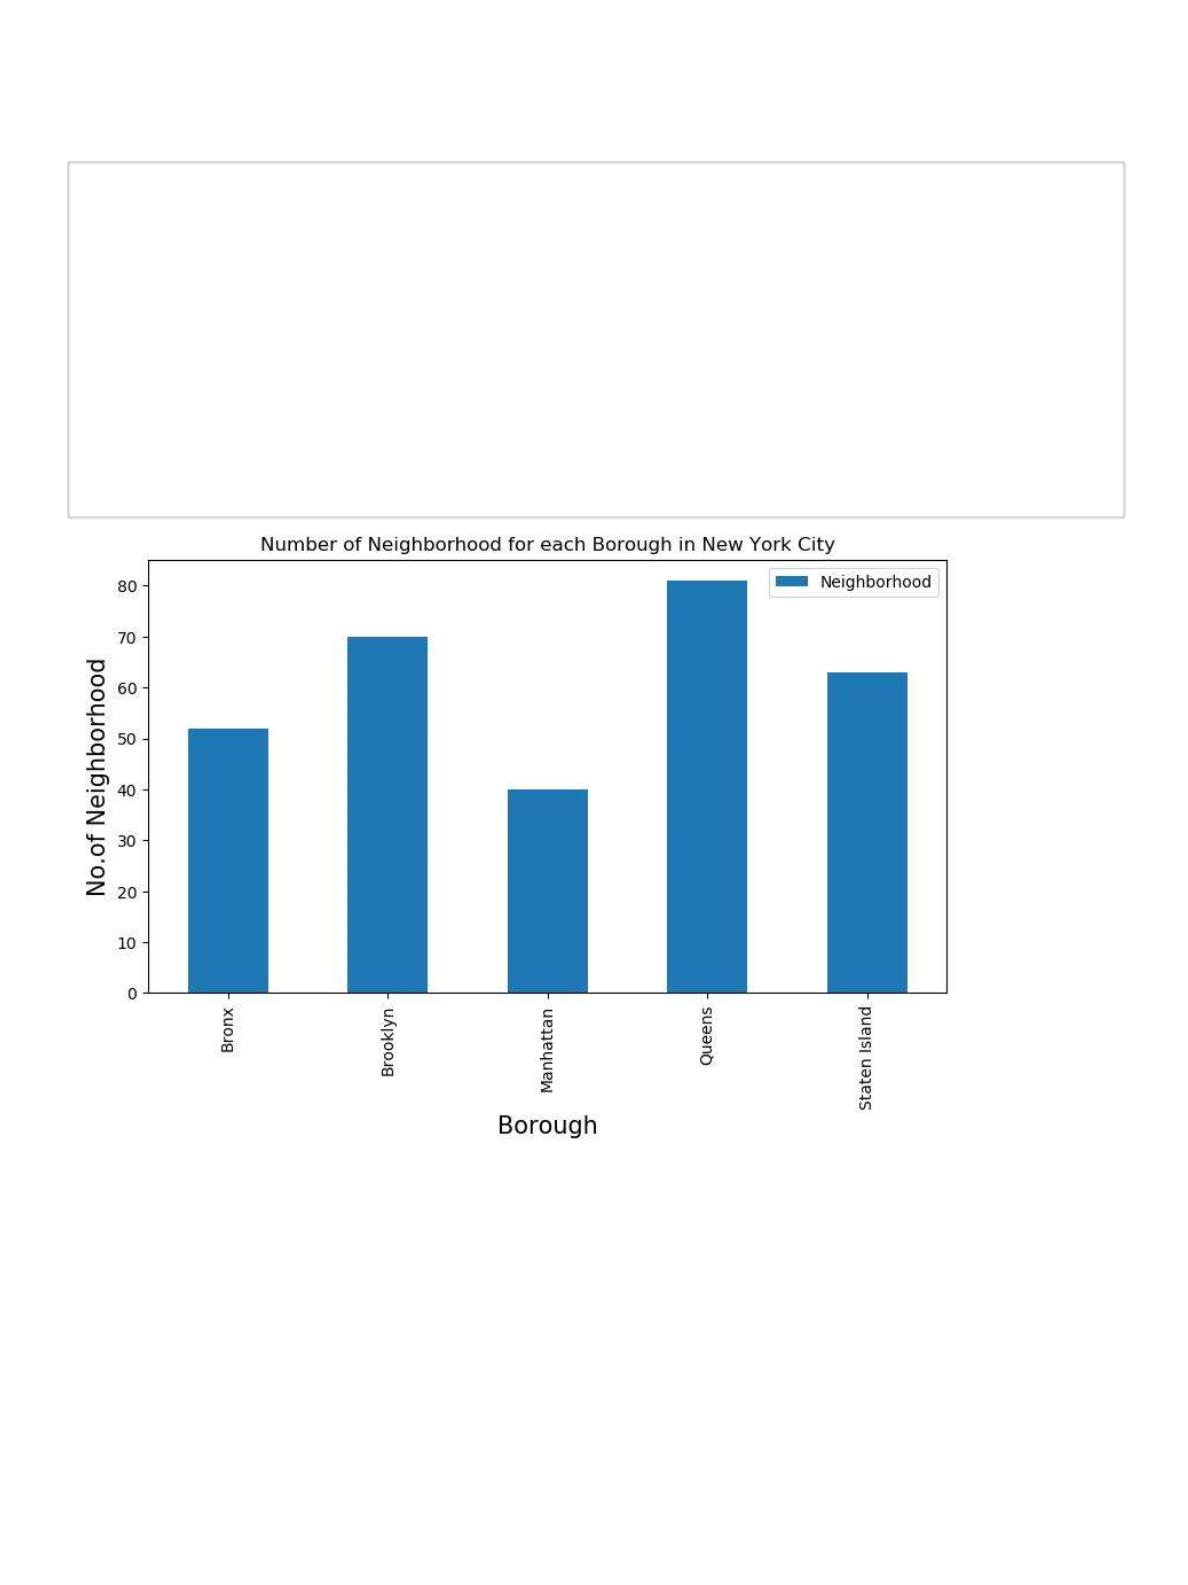 Number of Neighborhood for each Borough in New York City
Neighborhood
No.of Neighborhood
80
70
60
50
40
30
20
10
0
Bronx
Brooklyn
Manhattan
Queens
Staten Island
Borough